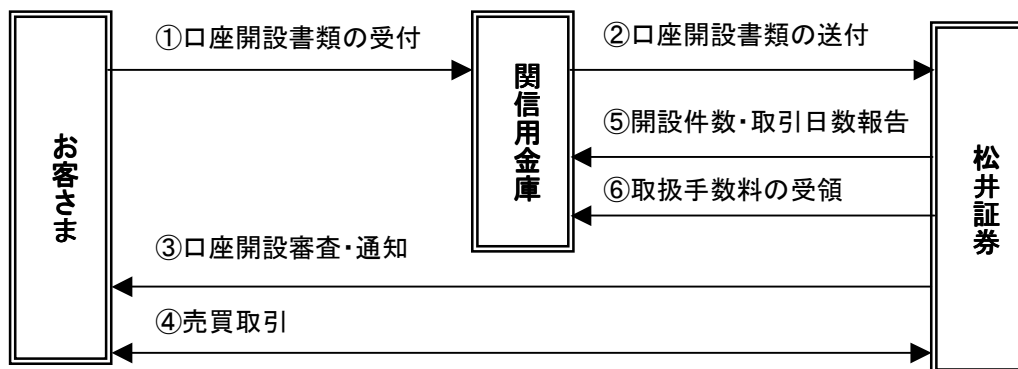 ①口座開設書類の受付
②口座開設書類の送付
お客さま
関信用金庫
松井証券
⑤開設件数・取引日数報告
⑥取扱手数料の受領
③口座開設審査・通知
④売買取引